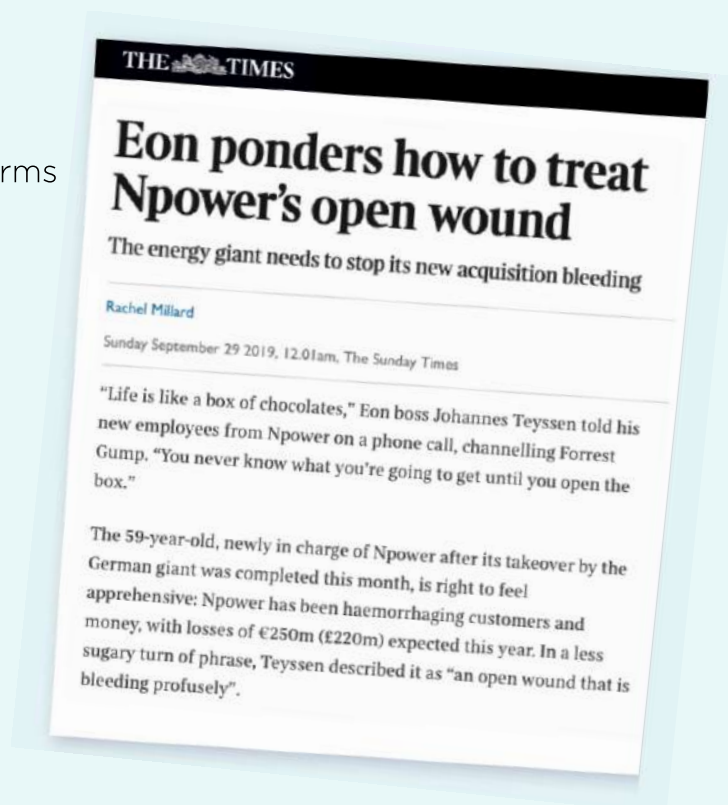 rms
THE TIMES
Eon ponders how to treat
Npower’s open wound
The energy giant needs to stop its new acquisition bleeding
Rachel Millard
Sunday September 29 2019, 12.01am, The Sunday Times
“Life is like a box of chocolates,” Eon boss Johannes Teyssen told his
new employees from Npower on a phone call, channelling Forrest
Gump. “You never know what you’re going to get until you open the
box.”
The 59-year-old, newly in charge of Npower after its takeover by the
German giant was completed this month, is right to feel
apprehensive: Npower has been haemorrhaging customers and
money, with losses of €250m (£220m) expected this year. In a less
sugary turn of phrase, Teyssen described it as “an open wound that is
bleeding profusely”.